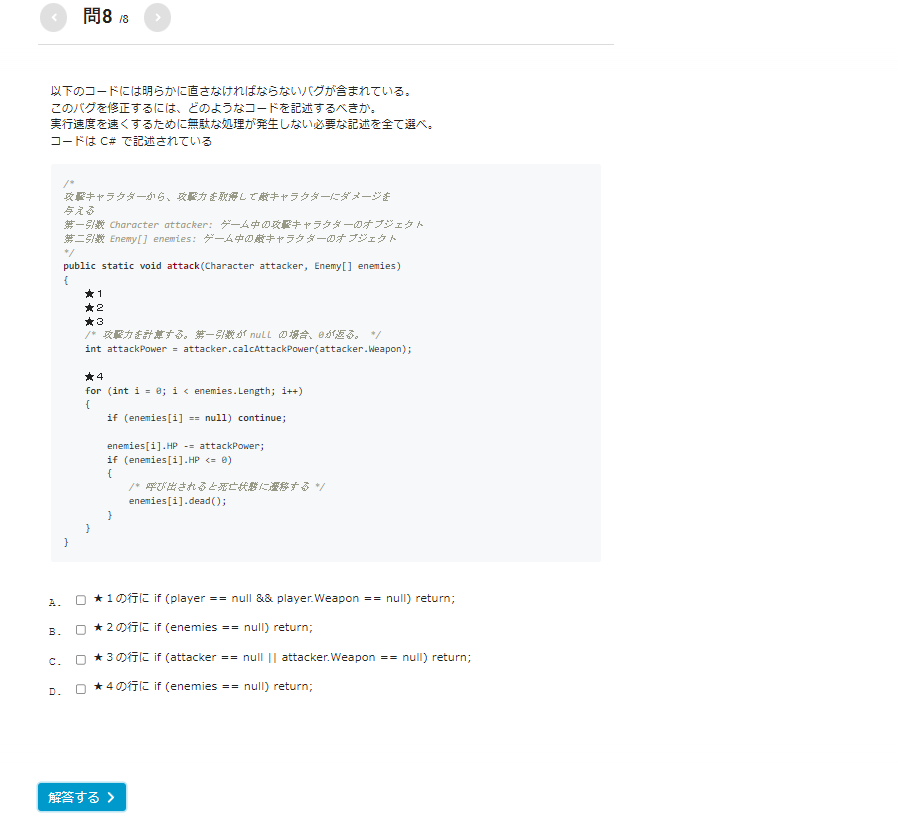 問8 /8
以下のコードには明らかに直さなければならないバグが含まれている。
このバグを修正するには、どのようなコードを記述するべきか。
実行速度を速くするために無駄な処理が発生しない必要な記述を全て選べ。
コードは C# で記述されている
/*
攻撃キャラクターから、攻撃力を取得して敵キャラクターにダメージを
与える
第一引数 Character attacker: ゲーム中の攻撃キャラクターのオブジェクト
第二引数 Enemy[] enemies: ゲーム中の敵キャラクターのオブジェクト
*/
public static void attack(Character attacker, Enemy[] enemies)
{
★1
★2
★3
/* 攻撃力を計算する。第一引数が null の場合、0が返る。 */
int attackPower = attacker.calcAttackPower(attacker.Weapon);
★4
for (int i = 0; i < enemies.Length; i++)
{
if (enemies[i] == null) continue;
enemies[i].HP -= attackPower;
if (enemies[i].HP <= 0)
{
/* 呼び出されると死亡状態に遷移する */
enemies[i].dead();
}
}
}
A. ★１の行に if (player == null && player.Weapon == null) return;
B. ★２の行に if (enemies == null) return;
C. ★３の行に if (attacker == null || attacker.Weapon == null) return;
D. ★４の行に if (enemies == null) return;
解答する